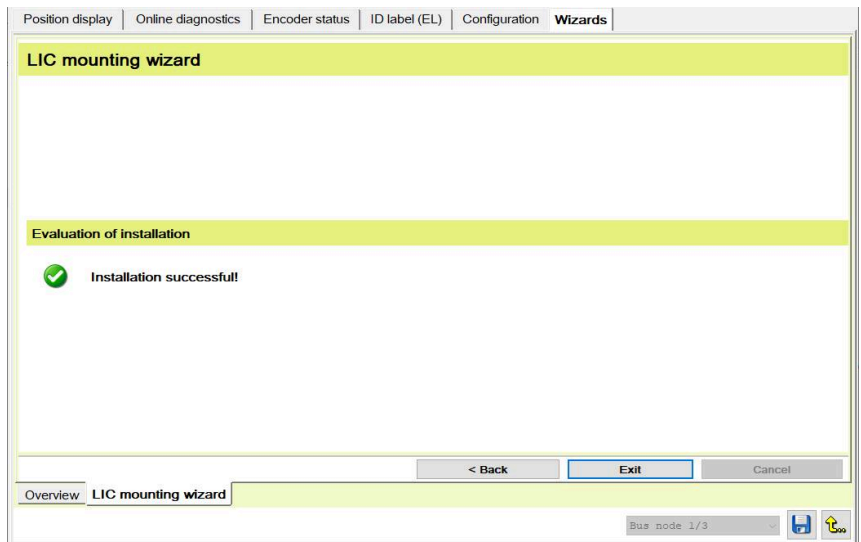 Position display Online diagnostics Encoder status ID label (EL) Configuration Wizards
LIC mounting wizard
Evaluation of installation
Installation successful!
< Back Exit Cancel
Overview LIC mounting wizard
Bus node 1/3